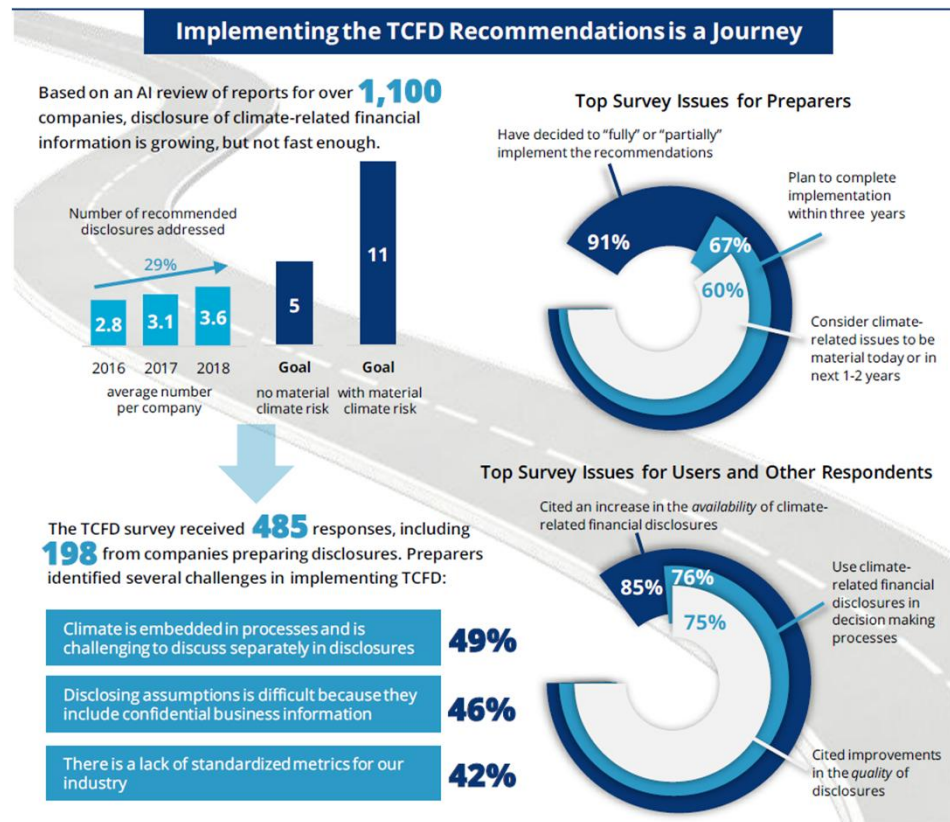 Implementing the TCFD Recommendations is a Journey
Based on an AI review of reports for over 1,100
companies, disclosure of climate-related financial
information is growing, but not fast enough.
Number of recommended
disclosures addressed
29%
2.8
3.1
3.6
5
11
2016
2017
2018
Goal
Goal
average number
per company
no material
climate risk
with material
climate risk
Top Survey Issues for Preparers
Have decided to “fully” or “partially”
implement the recommendations
Plan to complete
implementation
within three years
91%
67%
60%
Consider climate-
related issues to be
material today or in
next 1-2 years
The TCFD survey received 485 responses, including
198 from companies preparing disclosures. Preparers
identified several challenges in implementing TCFD:
Climate is embedded in processes and is
challenging to discuss separately in disclosures
49%
Disclosing assumptions is difficult because they
include confidential business information
46%
There is a lack of standardized metrics for our
industry
42%
Top Survey Issues for Users and Other Respondents
Cited an increase in the availability of climate-
related financial disclosures
85%
76%
75%
Use climate-
related financial
disclosures in
decision making
processes
Cited improvements
in the quality of
disclosures